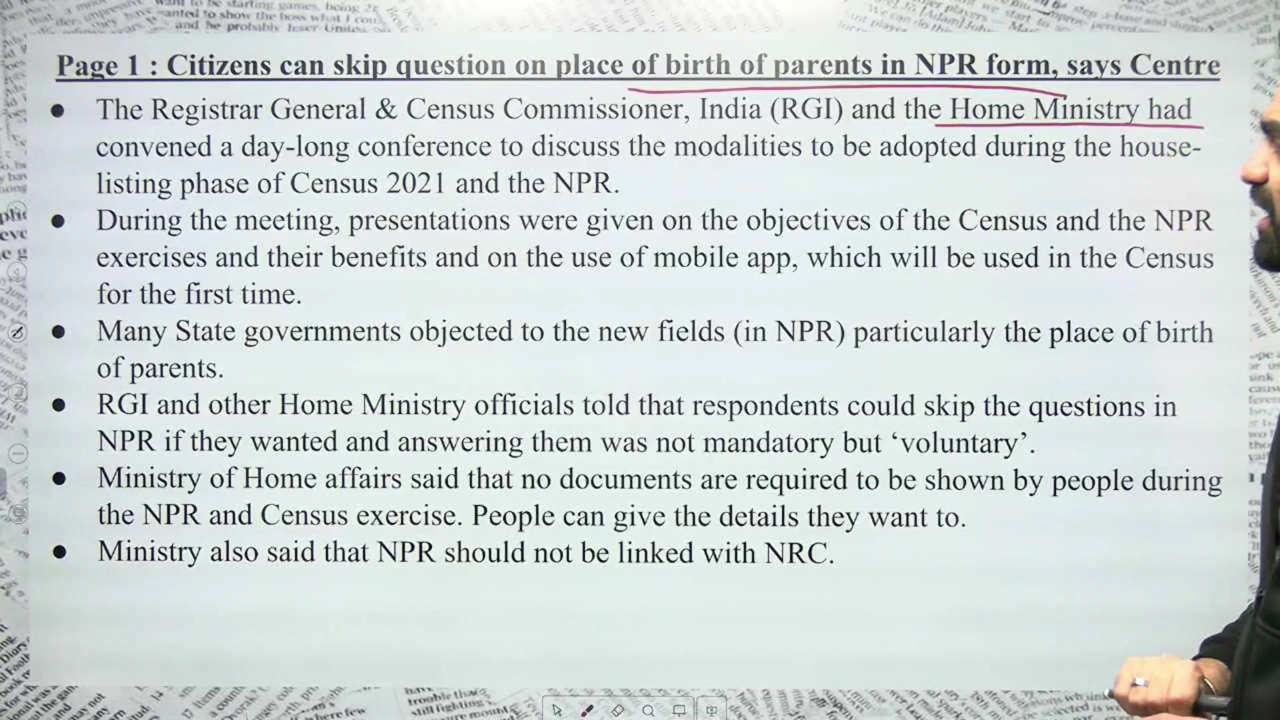 Page 1 : Citizens can skip question on place of birth of parents in NPR form, says Centre
● The Registrar General & Census Commissioner, India (RGI) and the Home Ministry had
convened a day-long conference to discuss the modalities to be adopted during the house-
listing phase of Census 2021 and the NPR.
● During the meeting, presentations were given on the objectives of the Census and the NPR
exercises and their benefits and on the use of mobile app, which will be used in the Census
for the first time.
● Many State governments objected to the new fields (in NPR) particularly the place of birth
of parents.
● RGI and other Home Ministry officials told that respondents could skip the questions in
NPR if they wanted and answering them was not mandatory but ‘voluntary’.
● Ministry of Home affairs said that no documents are required to be shown by people during
the NPR and Census exercise. People can give the details they want to.
● Ministry also said that NPR should not be linked with NRC.